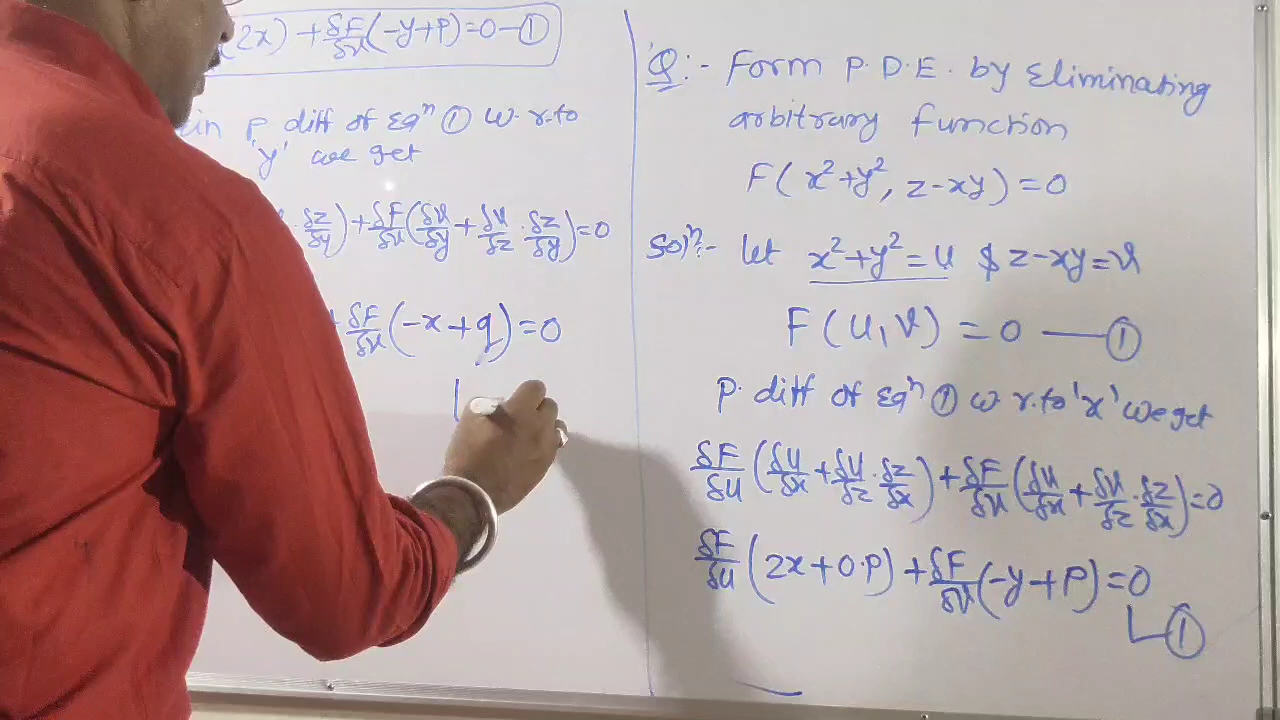 2x) + δF/δv (-y+P) = 0 — ①
in P. diff of Eqⁿ ① w.r.to
'y' we get
· δz/δy) + δF/δv (δv/δy + δv/δz · δz/δy) = 0
+ δF/δv (-x + q) = 0
Q:- Form P.D.E. by Eliminating
arbitrary function
F(x²+y², z-xy) = 0
Solⁿ:- let x²+y² = u & z-xy = v
F(u,v) = 0 — ①
P. diff of Eqⁿ ① w.r.to 'x' we get
δF/δu (δu/δx + δu/δz · δz/δx) + δF/δv (δv/δx + δv/δz · δz/δx) = 0
δF/δu (2x + 0·P) + δF/δv (-y + P) = 0
①